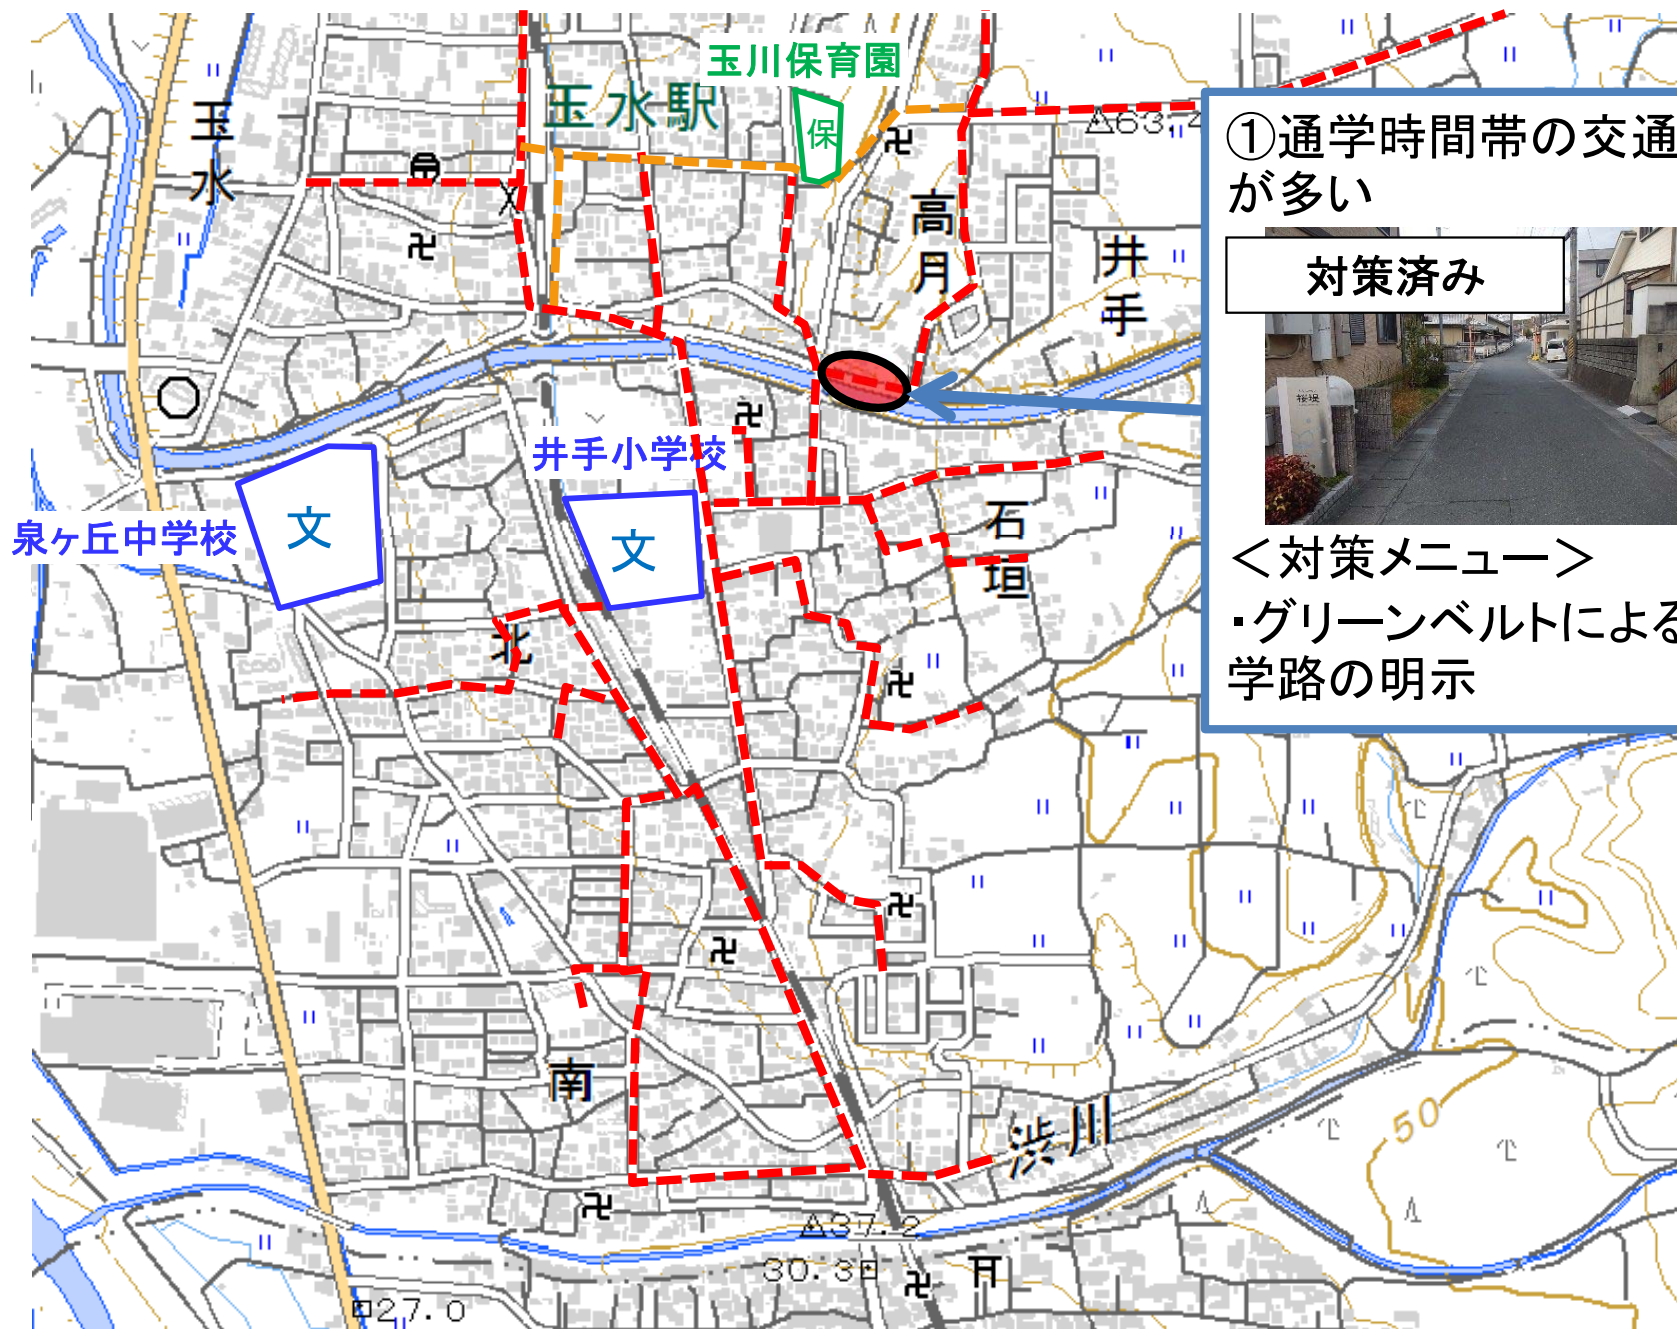 玉川保育園
玉水駅
保
玉水
高月
井手
△63.4
①通学時間帯の交通
が多い
対策済み
桜堤
＜対策メニュー＞
・グリーンベルトによる
学路の明示
井手小学校
文
泉ヶ丘中学校
文
石垣
北
南
渋川
50
△37.2
30.3
27.0